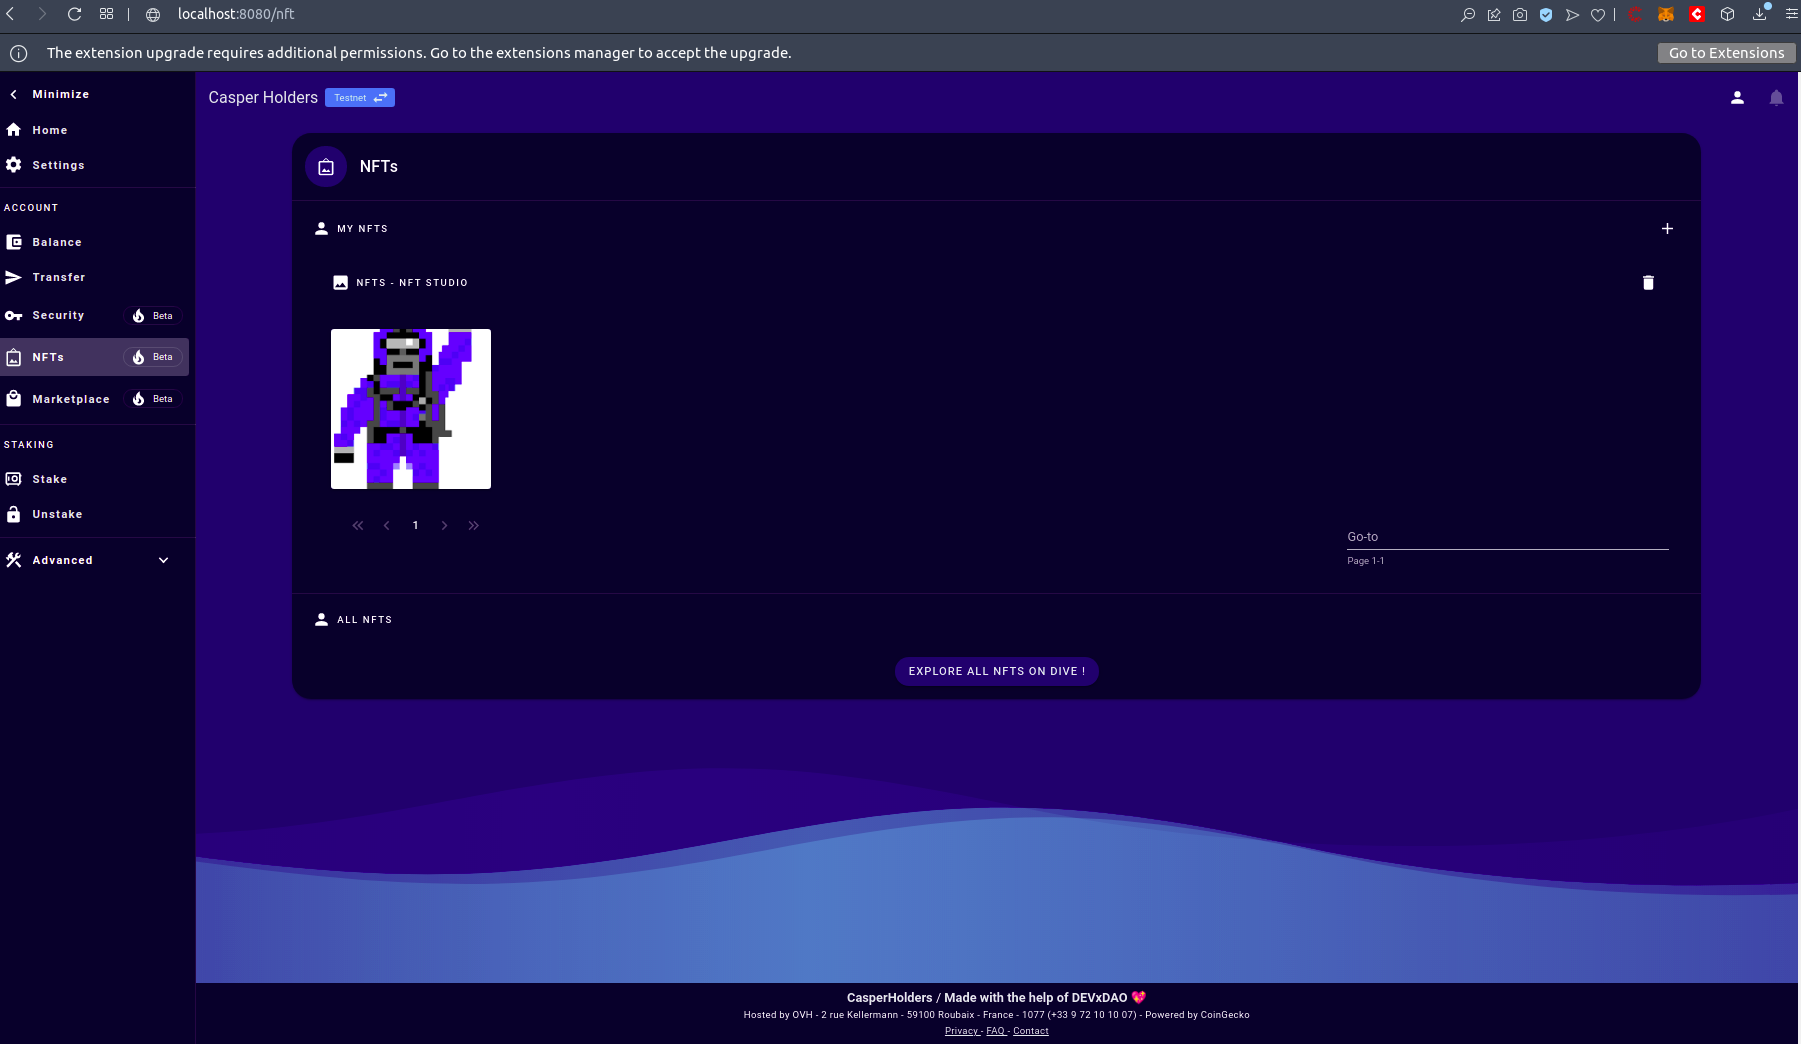 localhost:8080/nft
The extension upgrade requires additional permissions. Go to the extensions manager to accept the upgrade.
Go to Extensions
Minimize
Home
Settings
ACCOUNT
Balance
Transfer
Security Beta
NFTs Beta
Marketplace Beta
STAKING
Stake
Unstake
Advanced
Casper Holders Testnet
NFTs
MY NFTS
NFTS - NFT STUDIO
1
Go-to
Page 1-1
ALL NFTS
EXPLORE ALL NFTS ON DIVE !
CasperHolders / Made with the help of DEVxDAO 💖
Hosted by OVH - 2 rue Kellermann - 59100 Roubaix - France - 1077 (+33 9 72 10 10 07) - Powered by CoinGecko
Privacy - FAQ - Contact